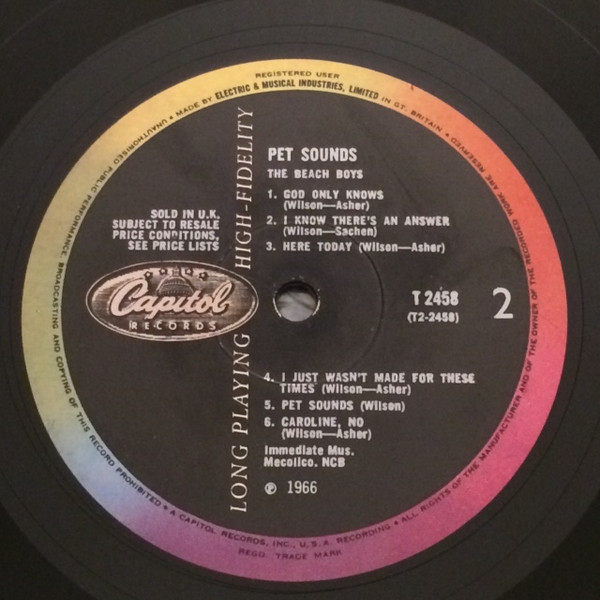 REGISTERED USER
• MADE BY ELECTRIC & MUSICAL INDUSTRIES, LIMITED IN GT. BRITAIN •
ALL RIGHTS OF THE MANUFACTURER AND OF THE OWNER OF THE RECORDED WORK ARE RESERVED
UNAUTHORISED PUBLIC PERFORMANCE, BROADCASTING AND COPYING OF THIS RECORD PROHIBITED •
A CAPITOL RECORDS, INC., U.S.A. RECORDING •
REGD. TRADE MARK
LONG PLAYING HIGH-FIDELITY
PET SOUNDS
THE BEACH BOYS
1. GOD ONLY KNOWS
(Wilson—Asher)
2. I KNOW THERE'S AN ANSWER
(Wilson—Sachen)
3. HERE TODAY (Wilson—Asher)
SOLD IN U.K.
SUBJECT TO RESALE
PRICE CONDITIONS,
SEE PRICE LISTS
Capitol
RECORDS
T 2458
(T2-2458)
2
4. I JUST WASN'T MADE FOR THESE
TIMES (Wilson—Asher)
5. PET SOUNDS (Wilson)
6. CAROLINE, NO
(Wilson—Asher)
Immediate Mus.
Mecolico. NCB
℗ 1966